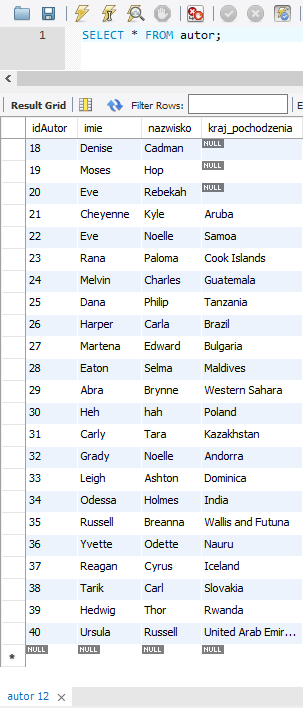 1 SELECT * FROM autor;
Result Grid Filter Rows:
idAutor imie nazwisko kraj_pochodzenia
18 Denise Cadman NULL
19 Moses Hop NULL
20 Eve Rebekah NULL
21 Cheyenne Kyle Aruba
22 Eve Noelle Samoa
23 Rana Paloma Cook Islands
24 Melvin Charles Guatemala
25 Dana Philip Tanzania
26 Harper Carla Brazil
27 Martena Edward Bulgaria
28 Eaton Selma Maldives
29 Abra Brynne Western Sahara
30 Heh hah Poland
31 Carly Tara Kazakhstan
32 Grady Noelle Andorra
33 Leigh Ashton Dominica
34 Odessa Holmes India
35 Russell Breanna Wallis and Futuna
36 Yvette Odette Nauru
37 Reagan Cyrus Iceland
38 Tarik Carl Slovakia
39 Hedwig Thor Rwanda
40 Ursula Russell United Arab Emir...
* NULL NULL NULL NULL
autor 12